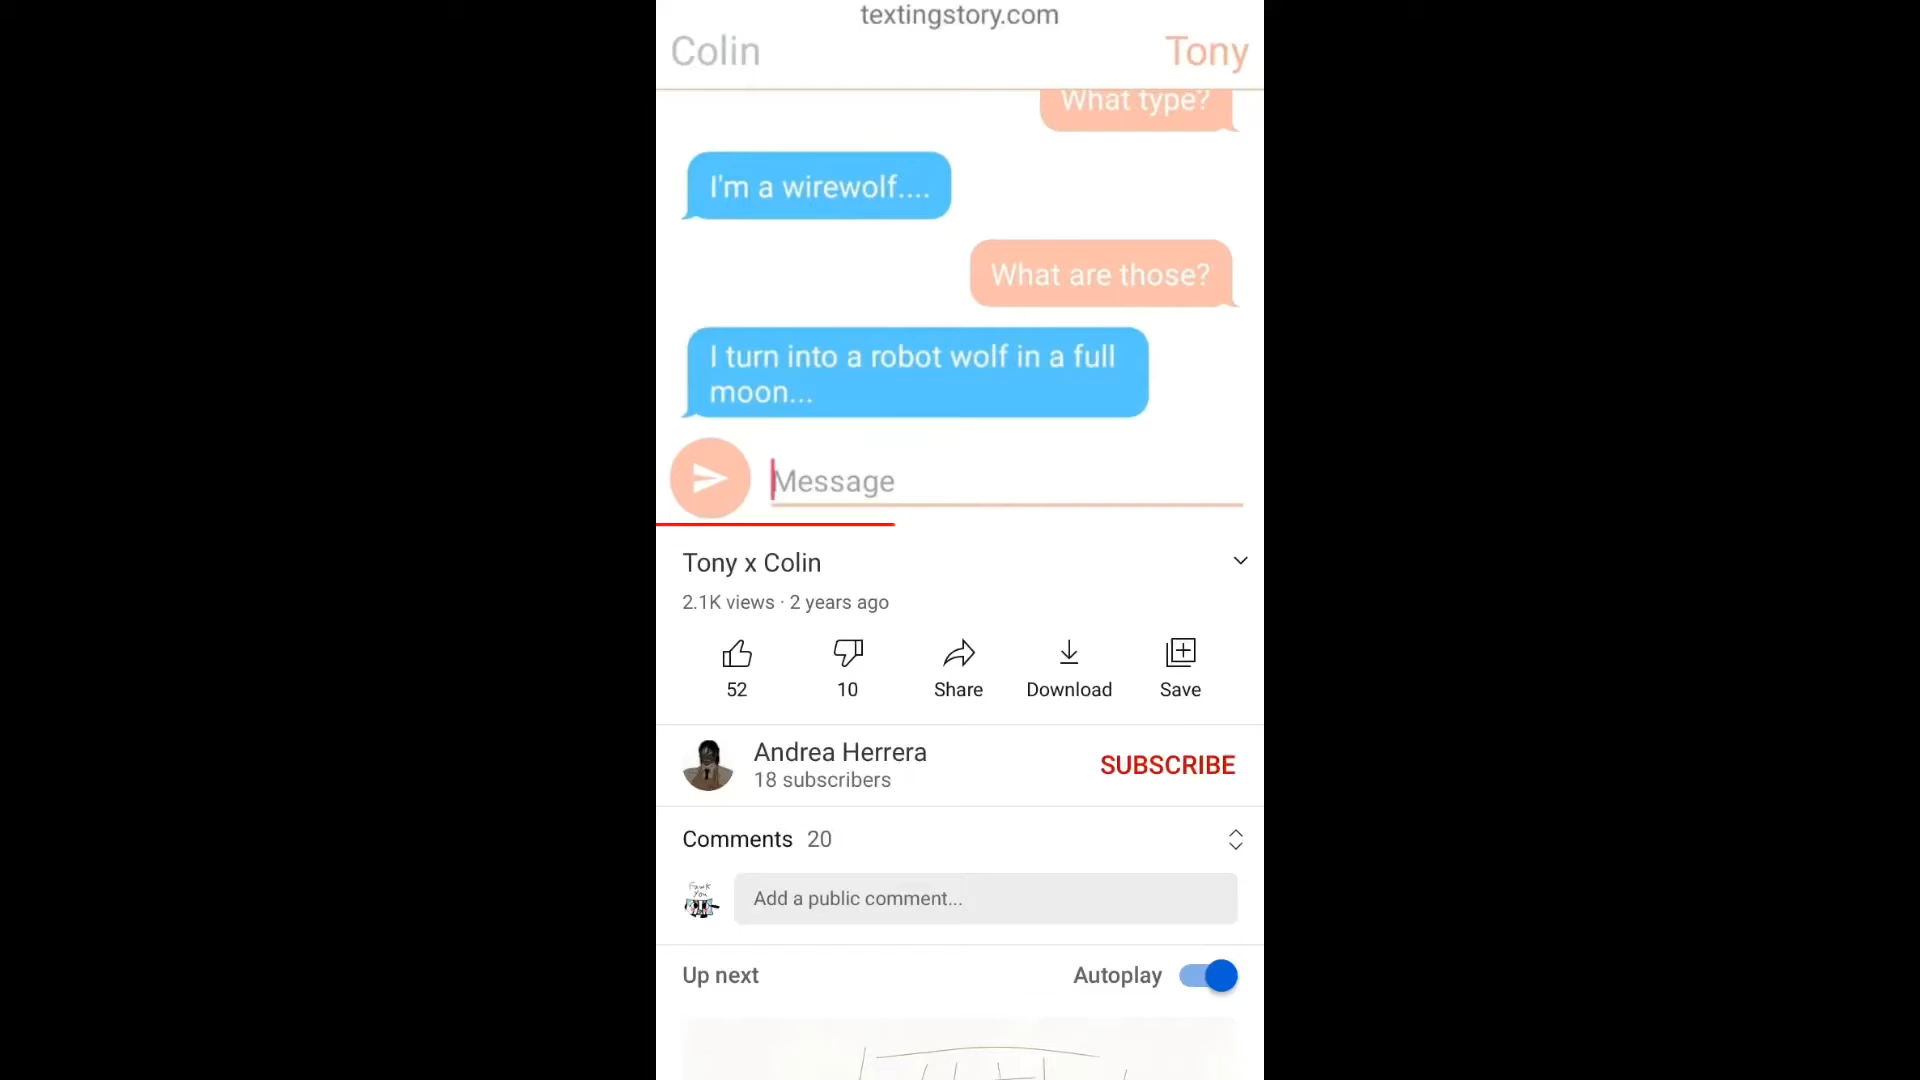 textingstory.com
Colin
Tony
What type?
I'm a wirewolf....
What are those?
I turn into a robot wolf in a full
moon...
Message
Tony x Colin
2.1K views · 2 years ago
52
10
Share
Download
Save
Andrea Herrera
18 subscribers
SUBSCRIBE
Comments 20
Fawk
You
Add a public comment...
Up next
Autoplay